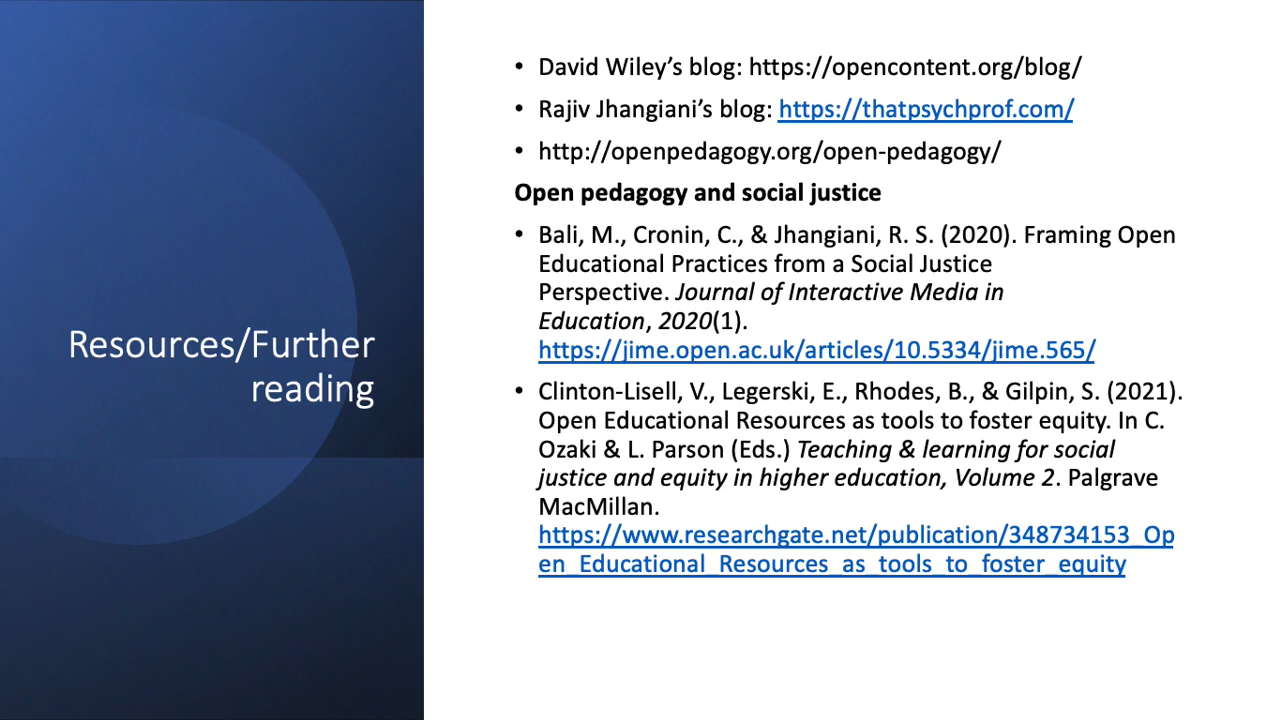 Resources/Further
reading
• David Wiley’s blog: https://opencontent.org/blog/
• Rajiv Jhangiani’s blog: https://thatpsychprof.com/
• http://openpedagogy.org/open-pedagogy/
Open pedagogy and social justice
• Bali, M., Cronin, C., & Jhangiani, R. S. (2020). Framing Open
Educational Practices from a Social Justice
Perspective. Journal of Interactive Media in
Education, 2020(1).
https://jime.open.ac.uk/articles/10.5334/jime.565/
• Clinton-Lisell, V., Legerski, E., Rhodes, B., & Gilpin, S. (2021).
Open Educational Resources as tools to foster equity. In C.
Ozaki & L. Parson (Eds.) Teaching & learning for social
justice and equity in higher education, Volume 2. Palgrave
MacMillan.
https://www.researchgate.net/publication/348734153_Op
en_Educational_Resources_as_tools_to_foster_equity